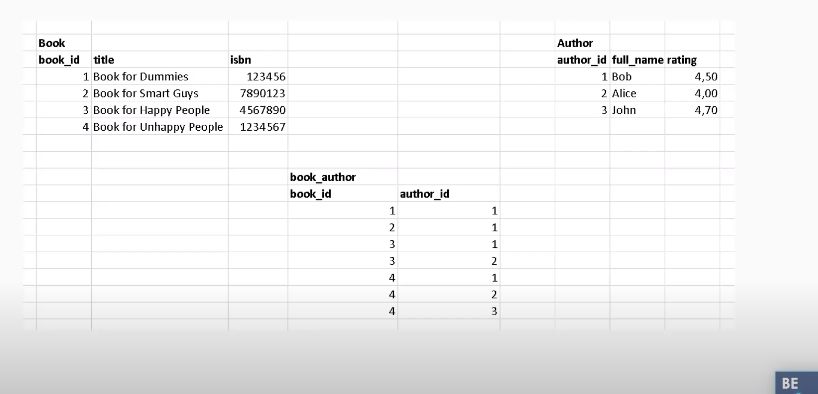 Book Author
book_id title isbn author_id full_name rating
1 Book for Dummies 123456 1 Bob 4,50
2 Book for Smart Guys 7890123 2 Alice 4,00
3 Book for Happy People 4567890 3 John 4,70
4 Book for Unhappy People 1234567
book_author
book_id author_id
1 1
2 1
3 1
3 2
4 1
4 2
4 3
BE